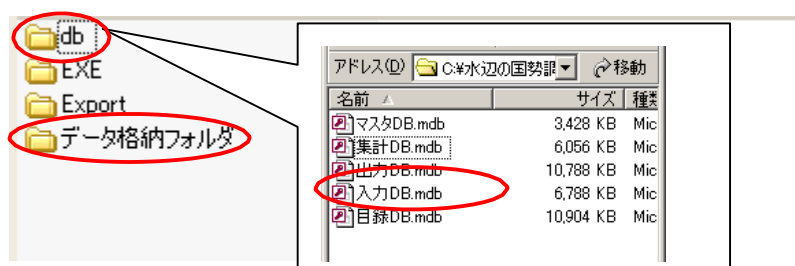 db
EXE
Export
データ格納フォルダ
アドレス(D) C:¥水辺の国勢調 移動
名前 サイズ 種類
マスタDB.mdb 3,428 KB Mic
集計DB.mdb 6,056 KB Mic
出力DB.mdb 10,788 KB Mic
入力DB.mdb 6,788 KB Mic
目録DB.mdb 10,904 KB Mic